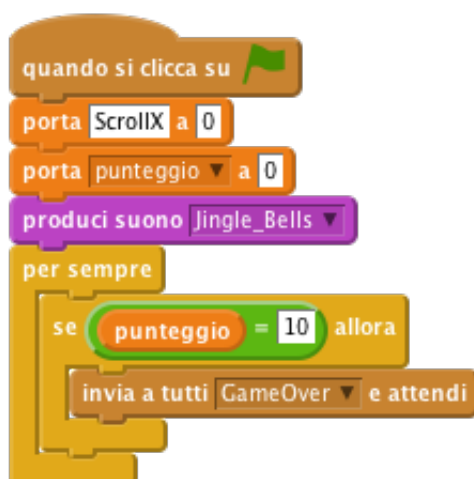 quando si clicca su
porta ScrollX a 0
porta punteggio a 0
produci suono Jingle_Bells
per sempre
se punteggio = 10 allora
invia a tutti GameOver e attendi